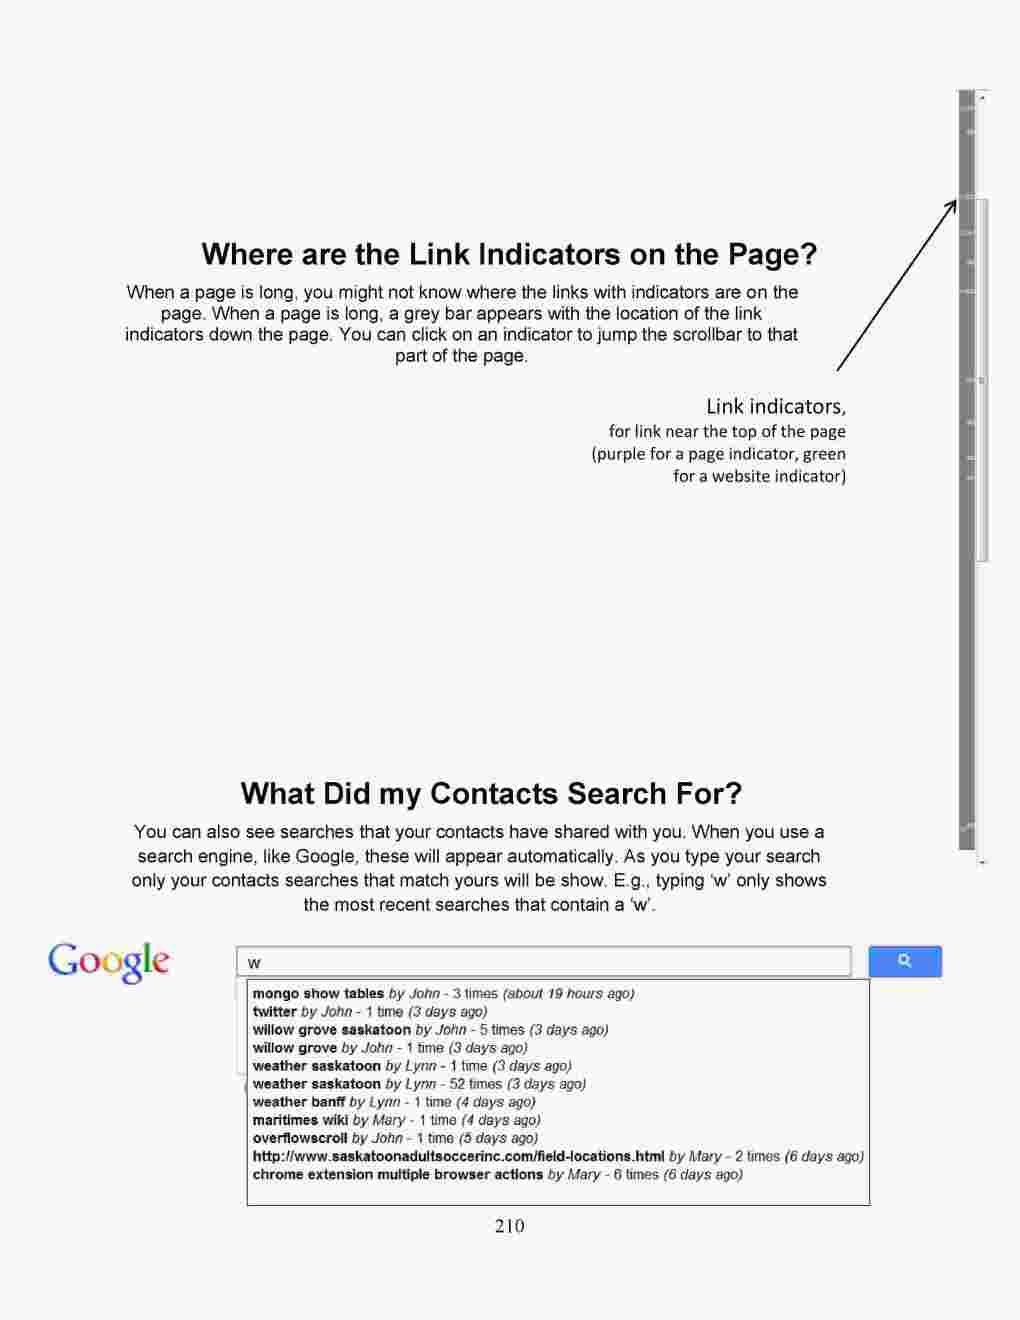 Where are the Link Indicators on the Page?
When a page is long, you might not know where the links with indicators are on the
page. When a page is long, a grey bar appears with the location of the link
indicators down the page. You can click on an indicator to jump the scrollbar to that
part of the page.
Link indicators,
for link near the top of the page
(purple for a page indicator, green
for a website indicator)
What Did my Contacts Search For?
You can also see searches that your contacts have shared with you. When you use a
search engine, like Google, these will appear automatically. As you type your search
only your contacts searches that match yours will be show. E.g., typing ‘w’ only shows
the most recent searches that contain a ‘w’.
Google
w
mongo show tables by John - 3 times (about 19 hours ago)
twitter by John - 1 time (3 days ago)
willow grove saskatoon by John - 5 times (3 days ago)
willow grove by John - 1 time (3 days ago)
weather saskatoon by Lynn - 1 time (3 days ago)
weather saskatoon by Lynn - 52 times (3 days ago)
weather banff by Lynn - 1 time (4 days ago)
maritimes wiki by Mary - 1 time (4 days ago)
overflowscroll by John - 1 time (5 days ago)
http://www.saskatoonadultsoccerinc.com/field-locations.html by Mary - 2 times (6 days ago)
chrome extension multiple browser actions by Mary - 6 times (6 days ago)
210